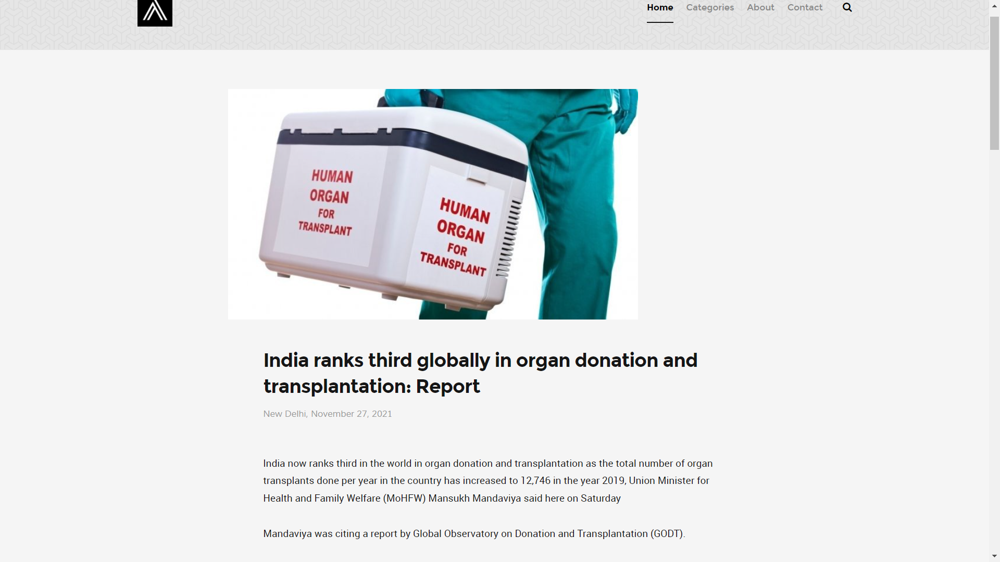 Home Categories About Contact
HUMAN
ORGAN
FOR
TRANSPLANT
HUMAN
ORGAN
FOR
TRANSPLANT
India ranks third globally in organ donation and
transplantation: Report
New Delhi, November 27, 2021
India now ranks third in the world in organ donation and transplantation as the total number of organ
transplants done per year in the country has increased to 12,746 in the year 2019, Union Minister for
Health and Family Welfare (MoHFW) Mansukh Mandaviya said here on Saturday
Mandaviya was citing a report by Global Observatory on Donation and Transplantation (GODT).